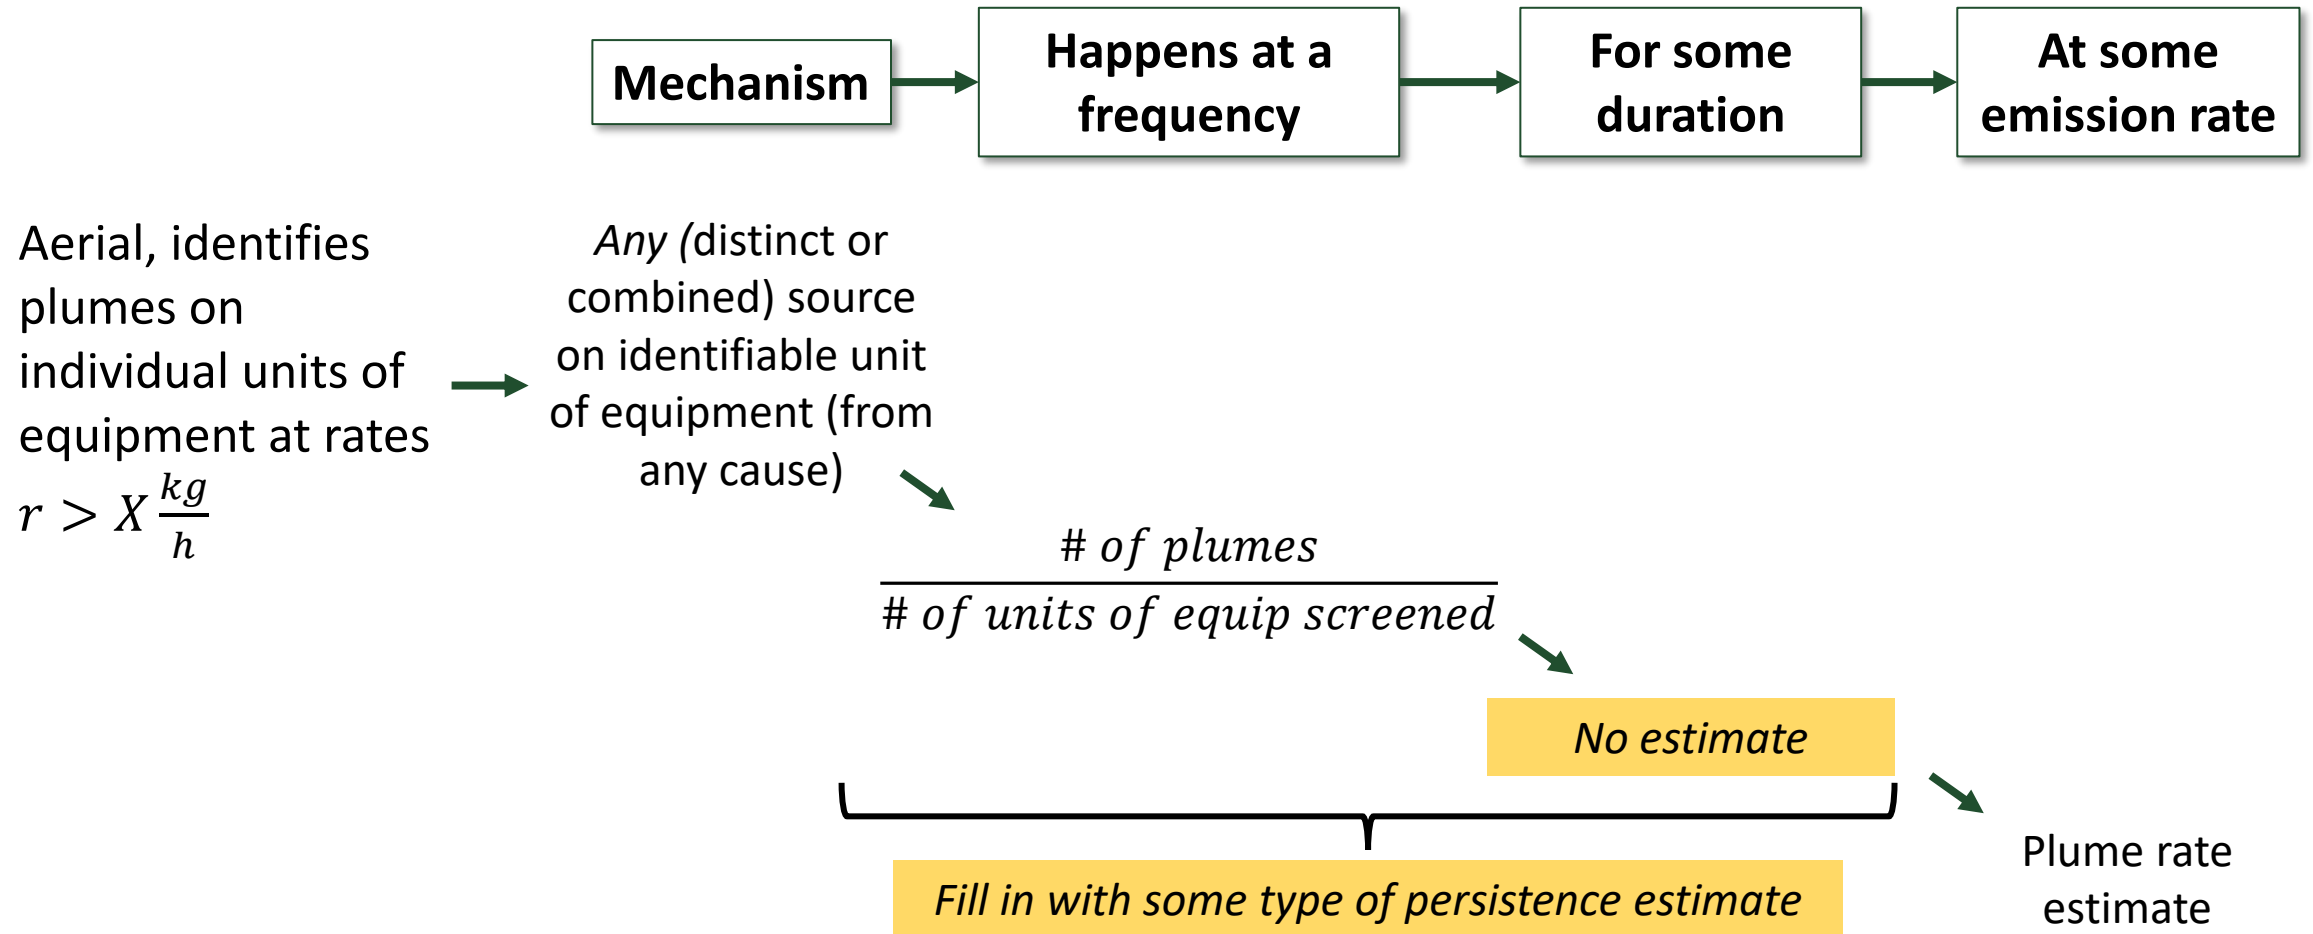 Mechanism
Happens at a
frequency
For some
duration
At some
emission rate
Aerial, identifies
plumes on
individual units of
equipment at rates
r > X kg/h
Any (distinct or
combined) source
on identifiable unit
of equipment (from
any cause)
# of plumes
# of units of equip screened
No estimate
Fill in with some type of persistence estimate
Plume rate
estimate